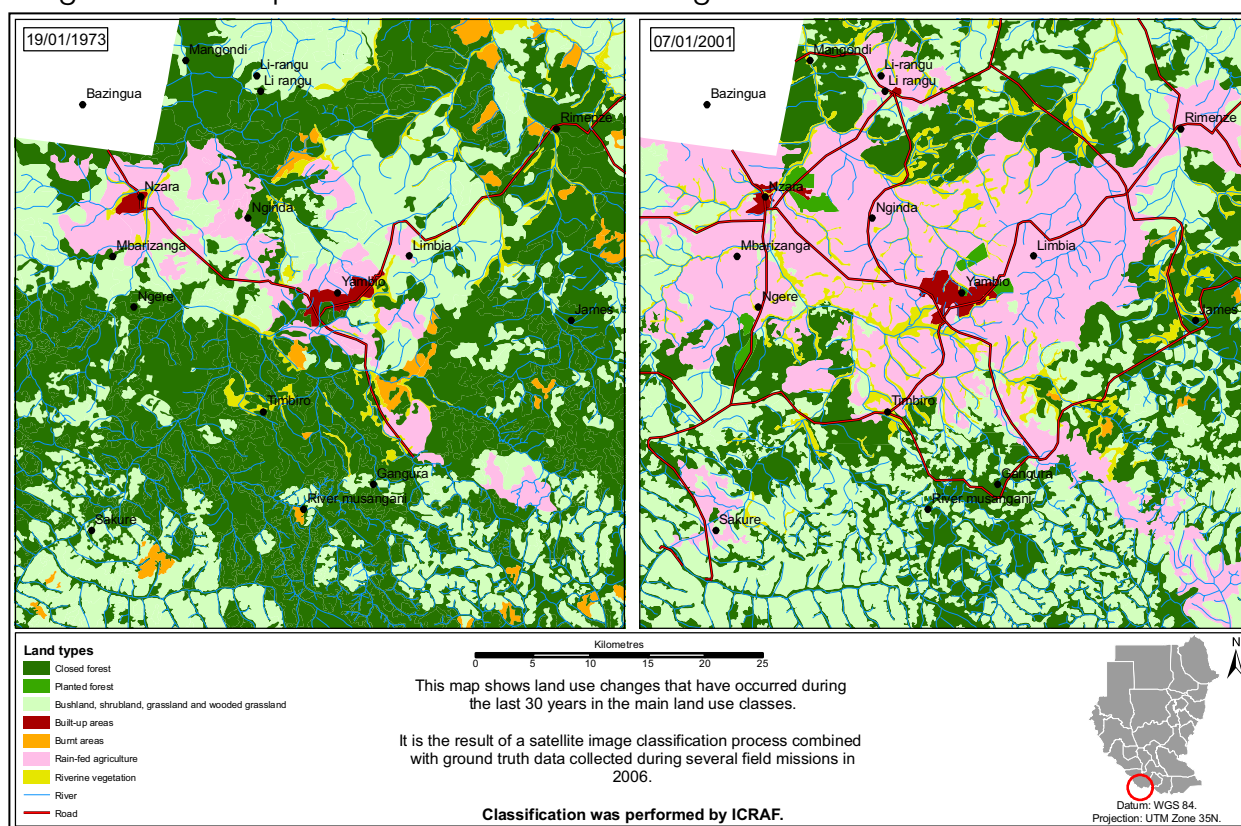 19/01/1973
Mangondi
Li-rangu
Li rangu
Bazingua
Rimenze
Nzara
Nginda
Mbarizanga
Limbia
Yambio
Ngere
James
Timbiro
Gangura
River musangani
Sakure
07/01/2001
Mangondi
Li-rangu
Li rangu
Bazingua
Rimenze
Nzara
Nginda
Mbarizanga
Limbia
Yambio
Ngere
James
Timbiro
Gangura
River musangani
Sakure
Land types
Closed forest
Planted forest
Bushland, shrubland, grassland and wooded grassland
Built-up areas
Burnt areas
Rain-fed agriculture
Riverine vegetation
River
Road
Kilometres
0 5 10 15 20 25
This map shows land use changes that have occurred during
the last 30 years in the main land use classes.
It is the result of a satellite image classification process combined
with ground truth data collected during several field missions in
2006.
Classification was performed by ICRAF.
N
Datum: WGS 84.
Projection: UTM Zone 35N.